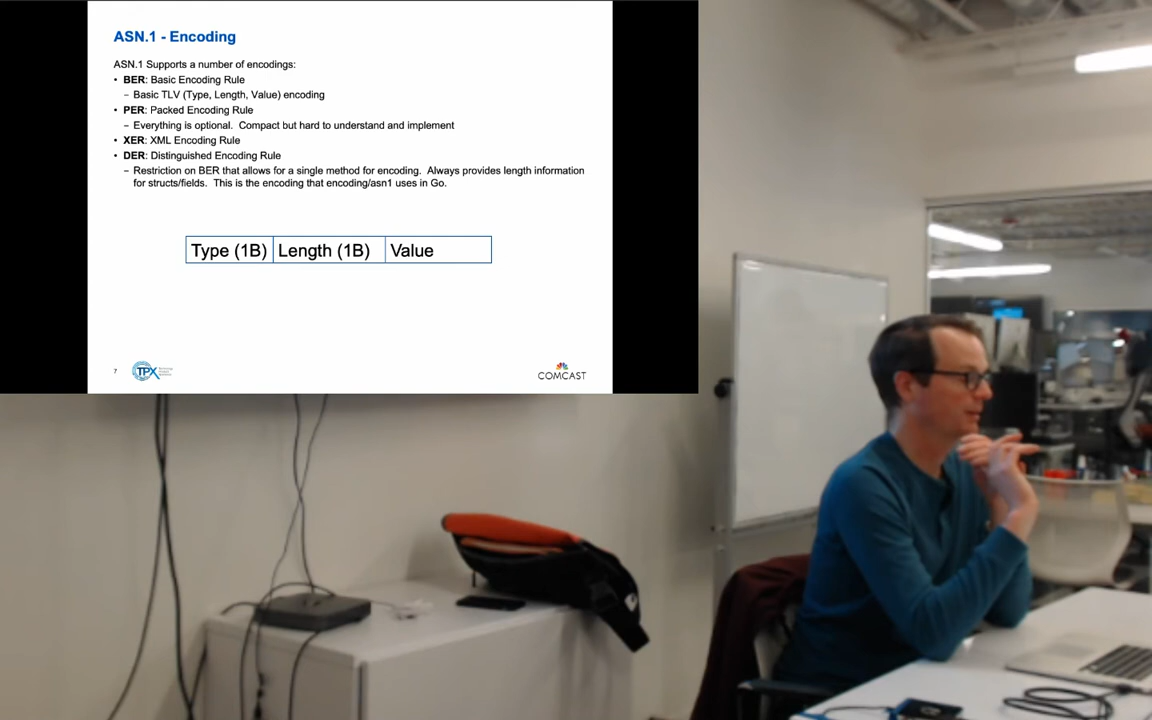 ASN.1 - Encoding
ASN.1 Supports a number of encodings:
• BER: Basic Encoding Rule
– Basic TLV (Type, Length, Value) encoding
• PER: Packed Encoding Rule
– Everything is optional. Compact but hard to understand and implement
• XER: XML Encoding Rule
• DER: Distinguished Encoding Rule
– Restriction on BER that allows for a single method for encoding. Always provides length information
for structs/fields. This is the encoding that encoding/asn1 uses in Go.
Type (1B) Length (1B) Value
7
TPX
COMCAST